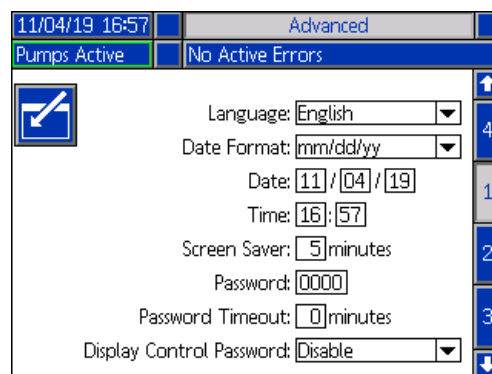 11/04/19 16:57 Advanced
Pumps Active No Active Errors
Language: English
4
Date Format: mm/dd/yy
Date: 11 / 04 / 19
1
Time: 16 : 57
Screen Saver: 5 minutes
2
Password: 0000
Password Timeout: 0 minutes
3
Display Control Password: Disable